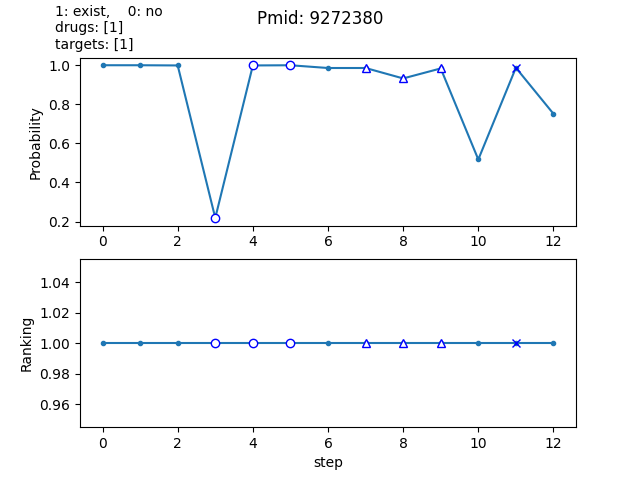 1: exist,    0: no
drugs: [1]
targets: [1]
Pmid: 9272380
Probability
1.0
0.8
0.6
0.4
0.2
0 2 4 6 8 10 12
Ranking
1.04
1.02
1.00
0.98
0.96
0 2 4 6 8 10 12
step